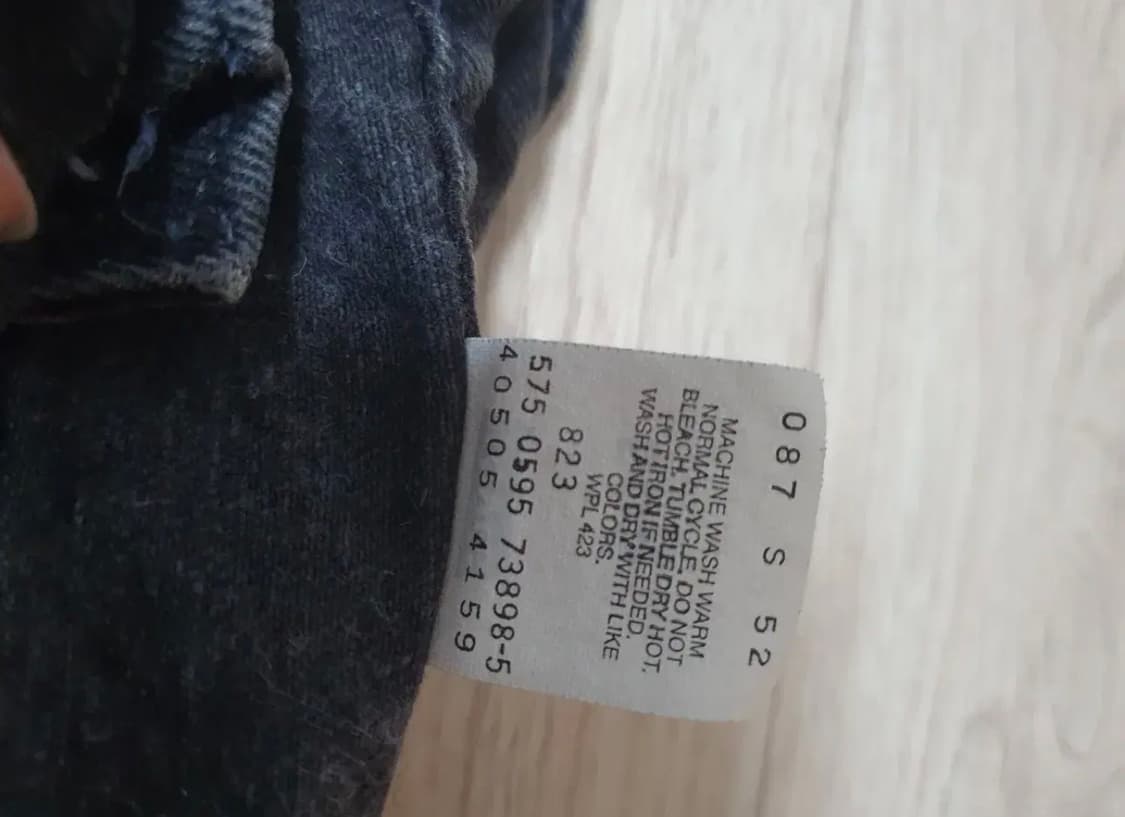 087 S 52
MACHINE WASH WARM
NORMAL CYCLE. DO NOT
BLEACH. TUMBLE DRY HOT.
HOT IRON IF NEEDED.
WASH AND DRY WITH LIKE
COLORS.
WPL 423
823
575 0595 73898-5
40505 4159